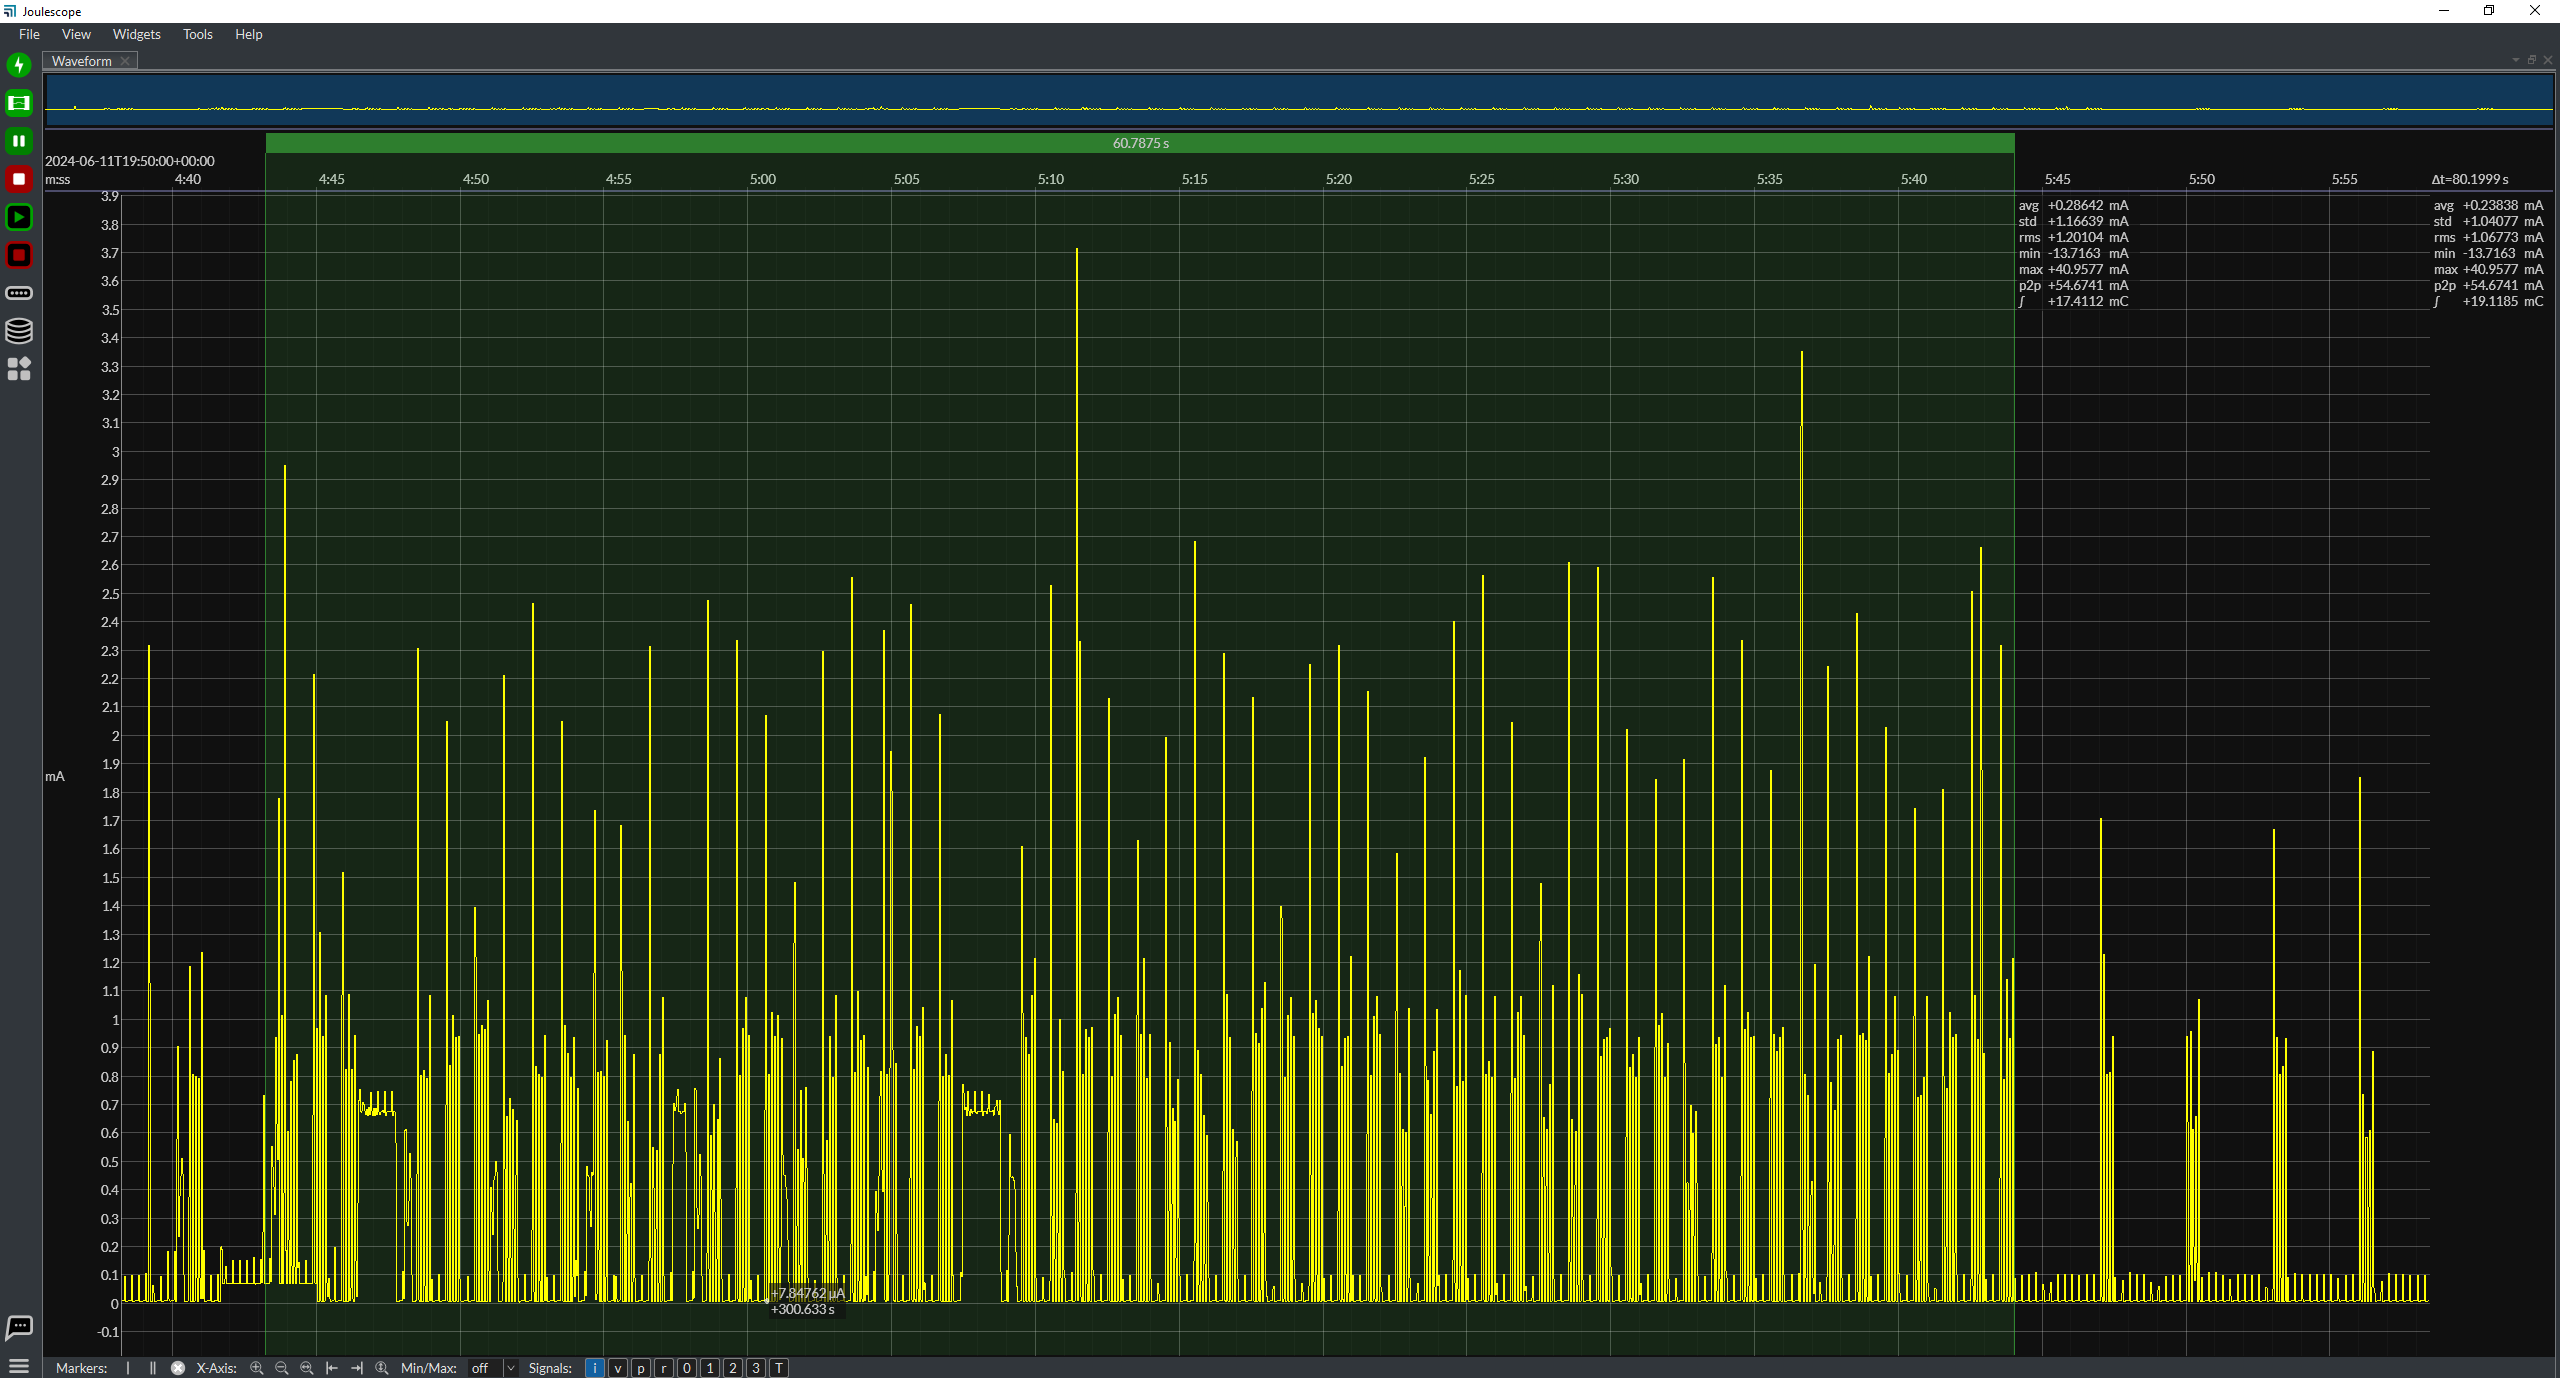 Joulescope
File View Widgets Tools Help
Waveform
60.7875 s
2024-06-11T19:50:00+00:00
m:ss 4:40 4:45 4:50 4:55 5:00 5:05 5:10 5:15 5:20 5:25 5:30 5:35 5:40 5:45 5:50 5:55 Δt=80.1999 s
avg +0.28642 mA
std +1.16639 mA
rms +1.20104 mA
min -13.7163 mA
max +40.9577 mA
p2p +54.6741 mA
∫ +17.4112 mC
avg +0.23838 mA
std +1.04077 mA
rms +1.06773 mA
min -13.7163 mA
max +40.9577 mA
p2p +54.6741 mA
∫ +19.1185 mC
3.9
3.8
3.7
3.6
3.5
3.4
3.3
3.2
3.1
3
2.9
2.8
2.7
2.6
2.5
2.4
2.3
2.2
2.1
2
1.9
mA
1.8
1.7
1.6
1.5
1.4
1.3
1.2
1.1
1
0.9
0.8
0.7
0.6
0.5
0.4
0.3
0.2
0.1
0
-0.1
+7.84762 µA
+300.633 s
Markers: X-Axis: Min/Max: off Signals: i v p r 0 1 2 3 T